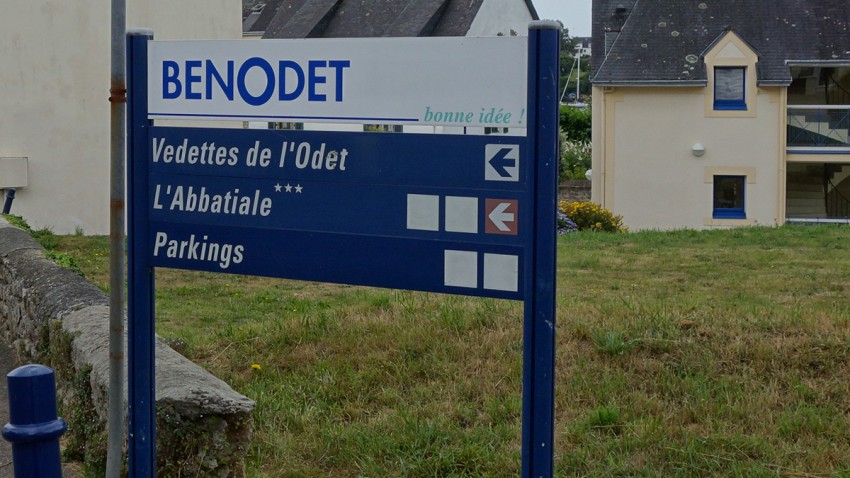 BENODET
bonne idée !
Vedettes de l'Odet
L'Abbatiale***
Parkings